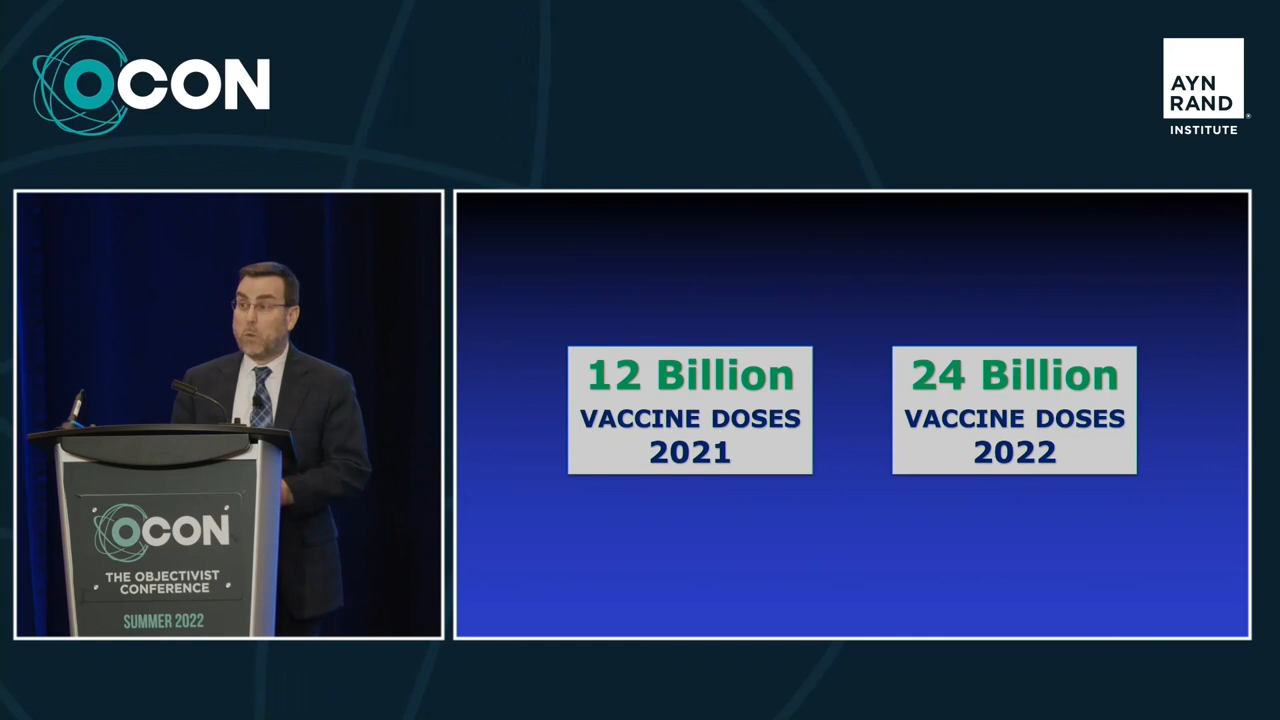 OCON
AYN
RAND
INSTITUTE
OCON
THE OBJECTIVIST
CONFERENCE
SUMMER 2022
12 Billion
VACCINE DOSES
2021
24 Billion
VACCINE DOSES
2022